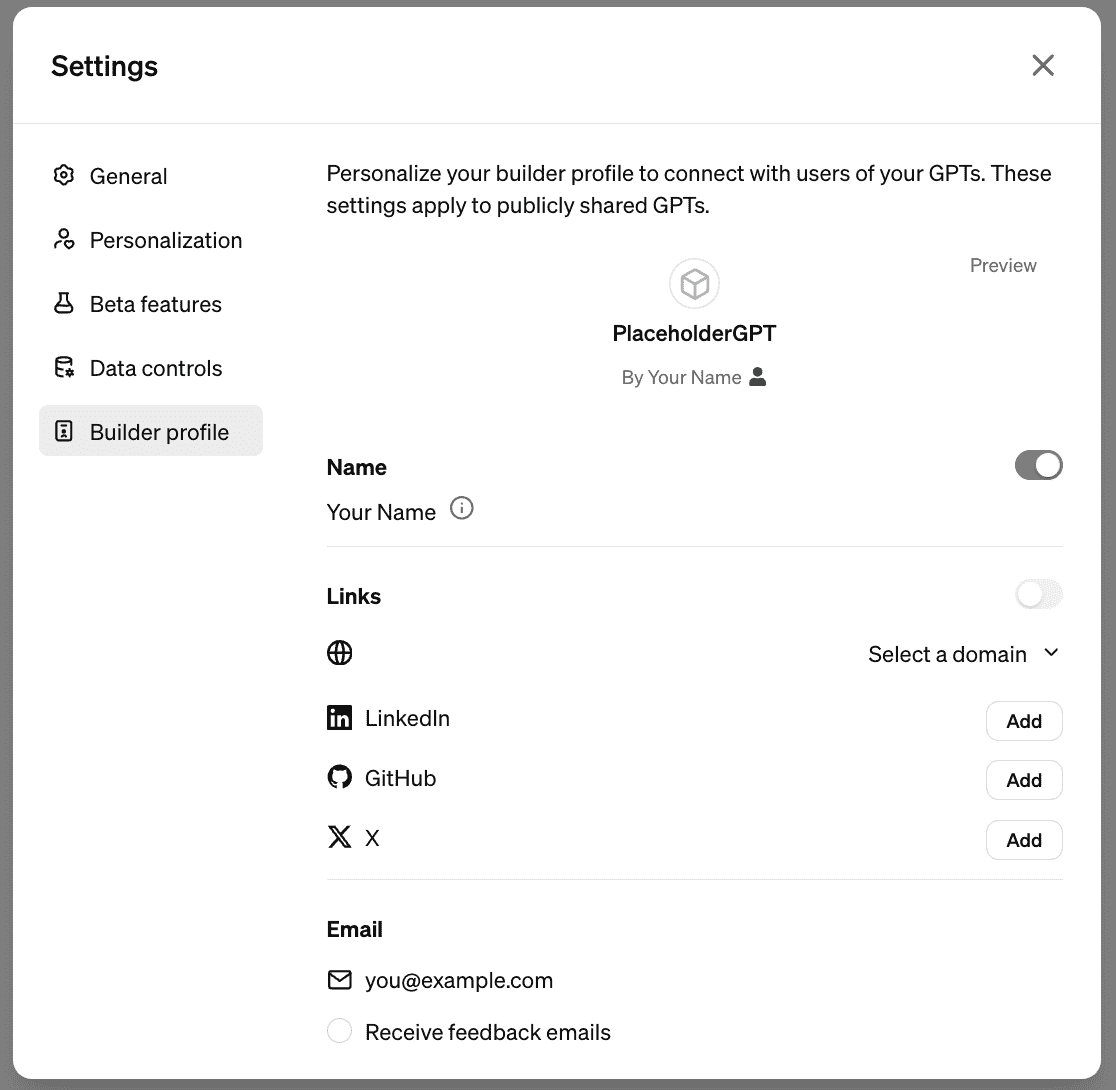 Settings
General
Personalization
Beta features
Data controls
Builder profile
Personalize your builder profile to connect with users of your GPTs. These
settings apply to publicly shared GPTs.
Preview
PlaceholderGPT
By Your Name
Name
Your Name
Links
Select a domain
LinkedIn
Add
GitHub
Add
X
Add
Email
you@example.com
Receive feedback emails